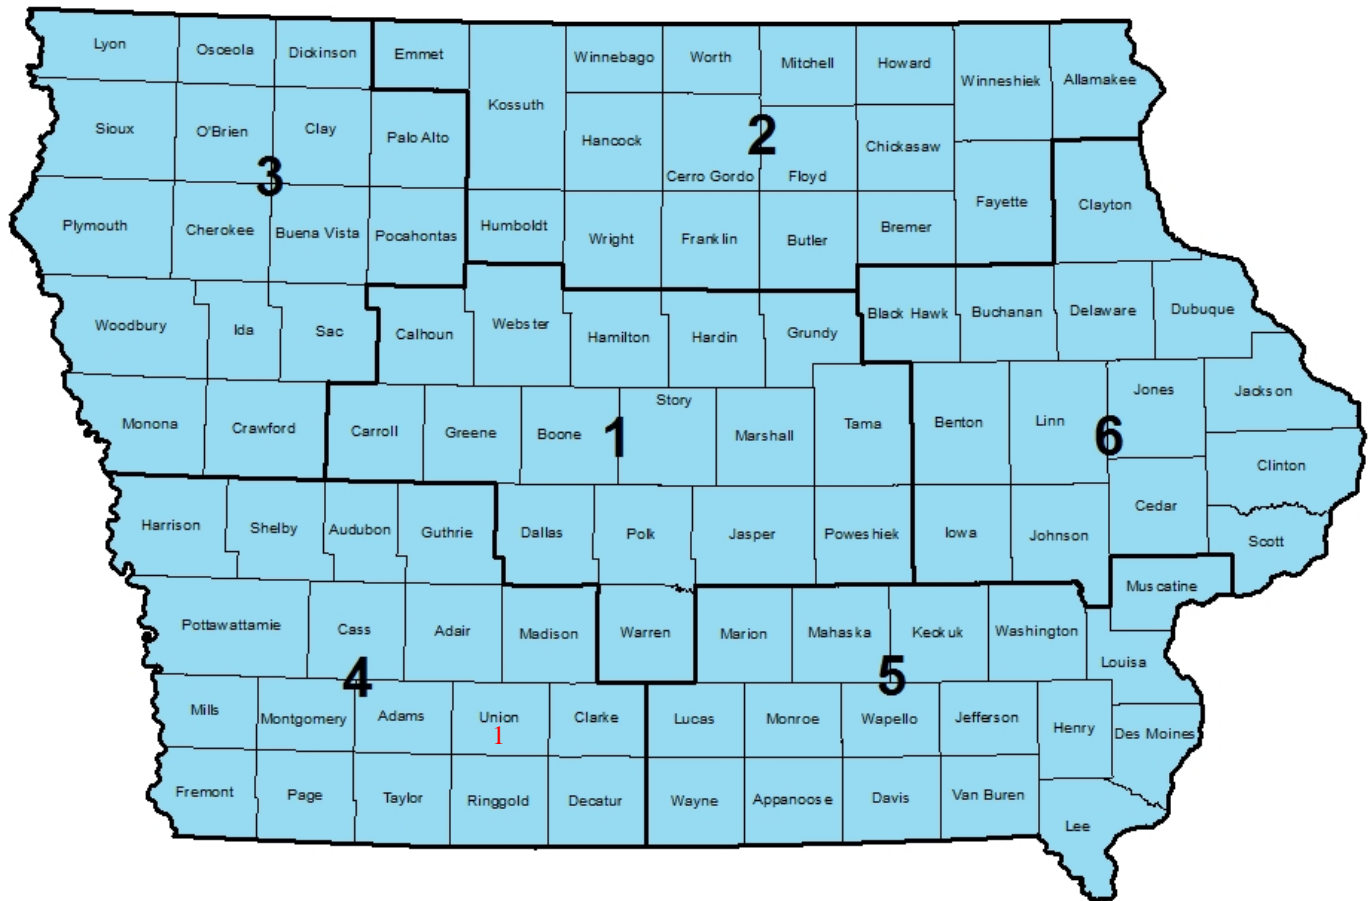 Lyon Osceola Dickinson Emmet Winnebago Worth Mitchell Howard Winneshiek Allamakee
Kossuth
Sioux O'Brien Clay Palo Alto Hancock 2 Chickasaw
3 Cerro Gordo Floyd
Fayette Clayton
Plymouth Cherokee Buena Vista Pocahontas Humboldt Wright Franklin Butler Bremer
Woodbury Ida Sac Calhoun Webster Hamilton Hardin Grundy Black Hawk Buchanan Delaware Dubuque
Story Jones Jackson
Monona Crawford Carroll Greene Boone 1 Marshall Tama Benton Linn 6
Clinton
Harrison Shelby Audubon Guthrie Dallas Polk Jasper Poweshiek Iowa Johnson Cedar Scott
Muscatine
Pottawattamie Cass Adair Madison Warren Marion Mahaska Keokuk Washington
Louisa
4 5
Mills Montgomery Adams Union Clarke Lucas Monroe Wapello Jefferson Henry Des Moines
1
Fremont Page Taylor Ringgold Decatur Wayne Appanoose Davis Van Buren
Lee